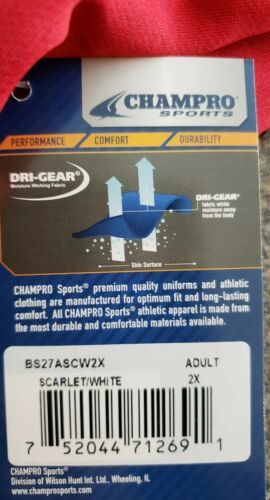 CHAMPRO
SPORTS
PERFORMANCE / COMFORT / DURABILITY
DRI-GEAR®
Moisture Wicking Fabric
DRI-GEAR®
fabric wicks
moisture away
from the body
Skin Surface
CHAMPRO Sports® premium quality uniforms and athletic
clothing are manufactured for optimum fit and long-lasting
comfort. All CHAMPRO Sports® athletic apparel is made from
the most durable and comfortable materials available.
BS27ASCW2X ADULT
SCARLET/WHITE 2X
7 52044 71269 1
CHAMPRO Sports®
Division of Wilson Hunt Int. Ltd., Wheeling, IL
www.champrosports.com